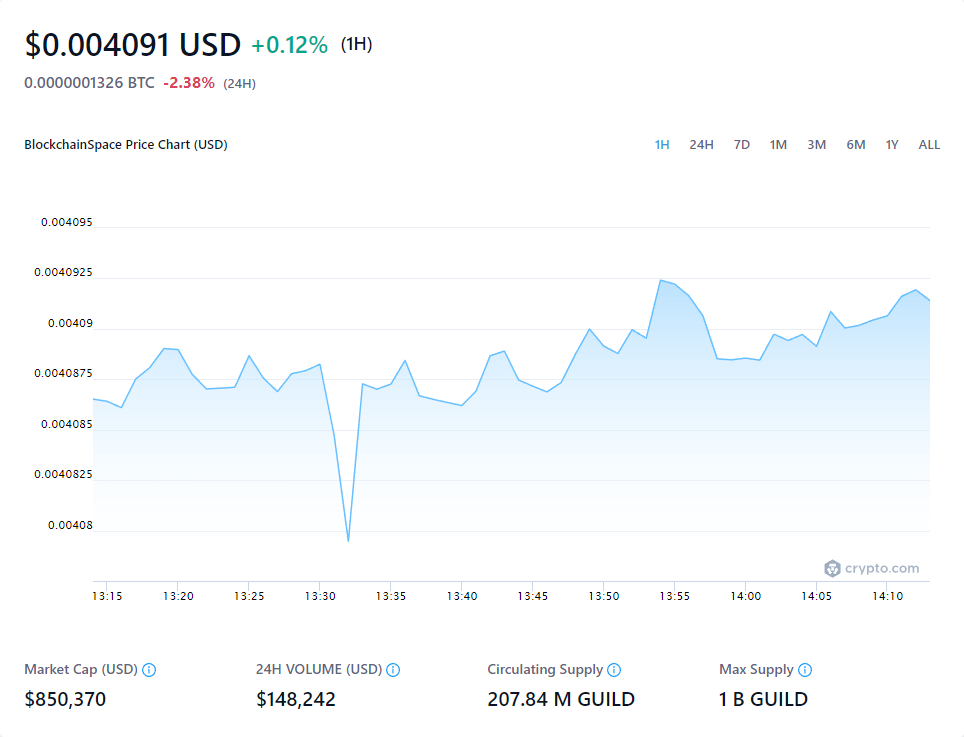 $0.004091 USD +0.12% (1H)
0.0000001326 BTC -2.38% (24H)
BlockchainSpace Price Chart (USD) 1H 24H 7D 1M 3M 6M 1Y ALL
0.004095
0.0040925
0.00409
0.0040875
0.004085
0.0040825
0.00408
crypto.com
13:15 13:20 13:25 13:30 13:35 13:40 13:45 13:50 13:55 14:00 14:05 14:10
Market Cap (USD) 24H VOLUME (USD) Circulating Supply Max Supply
$850,370 $148,242 207.84 M GUILD 1 B GUILD